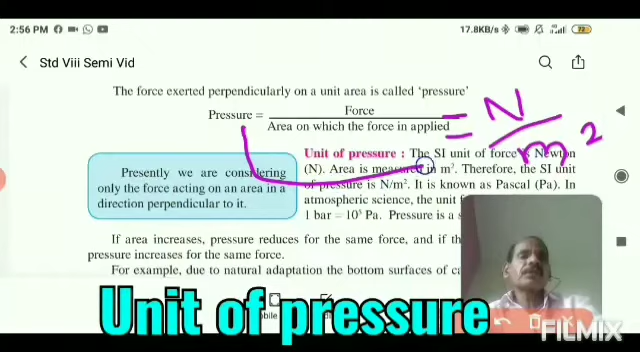 2:56 PM
17.8KB/s
72
Std Viii Semi Vid
The force exerted perpendicularly on a unit area is called 'pressure'
Pressure = Force
Area on which the force in applied
= N
m²
Unit of pressure : The SI unit of force is Newton
(N). Area is measured in m². Therefore, the SI unit
of pressure is N/m². It is known as Pascal (Pa). In
atmospheric science, the unit f
1 bar = 10⁵ Pa. Pressure is a s
Presently we are considering
only the force acting on an area in a
direction perpendicular to it.
If area increases, pressure reduces for the same force, and if th
pressure increases for the same force.
For example, due to natural adaptation the bottom surfaces of ca
Unit of pressure
FILMIX